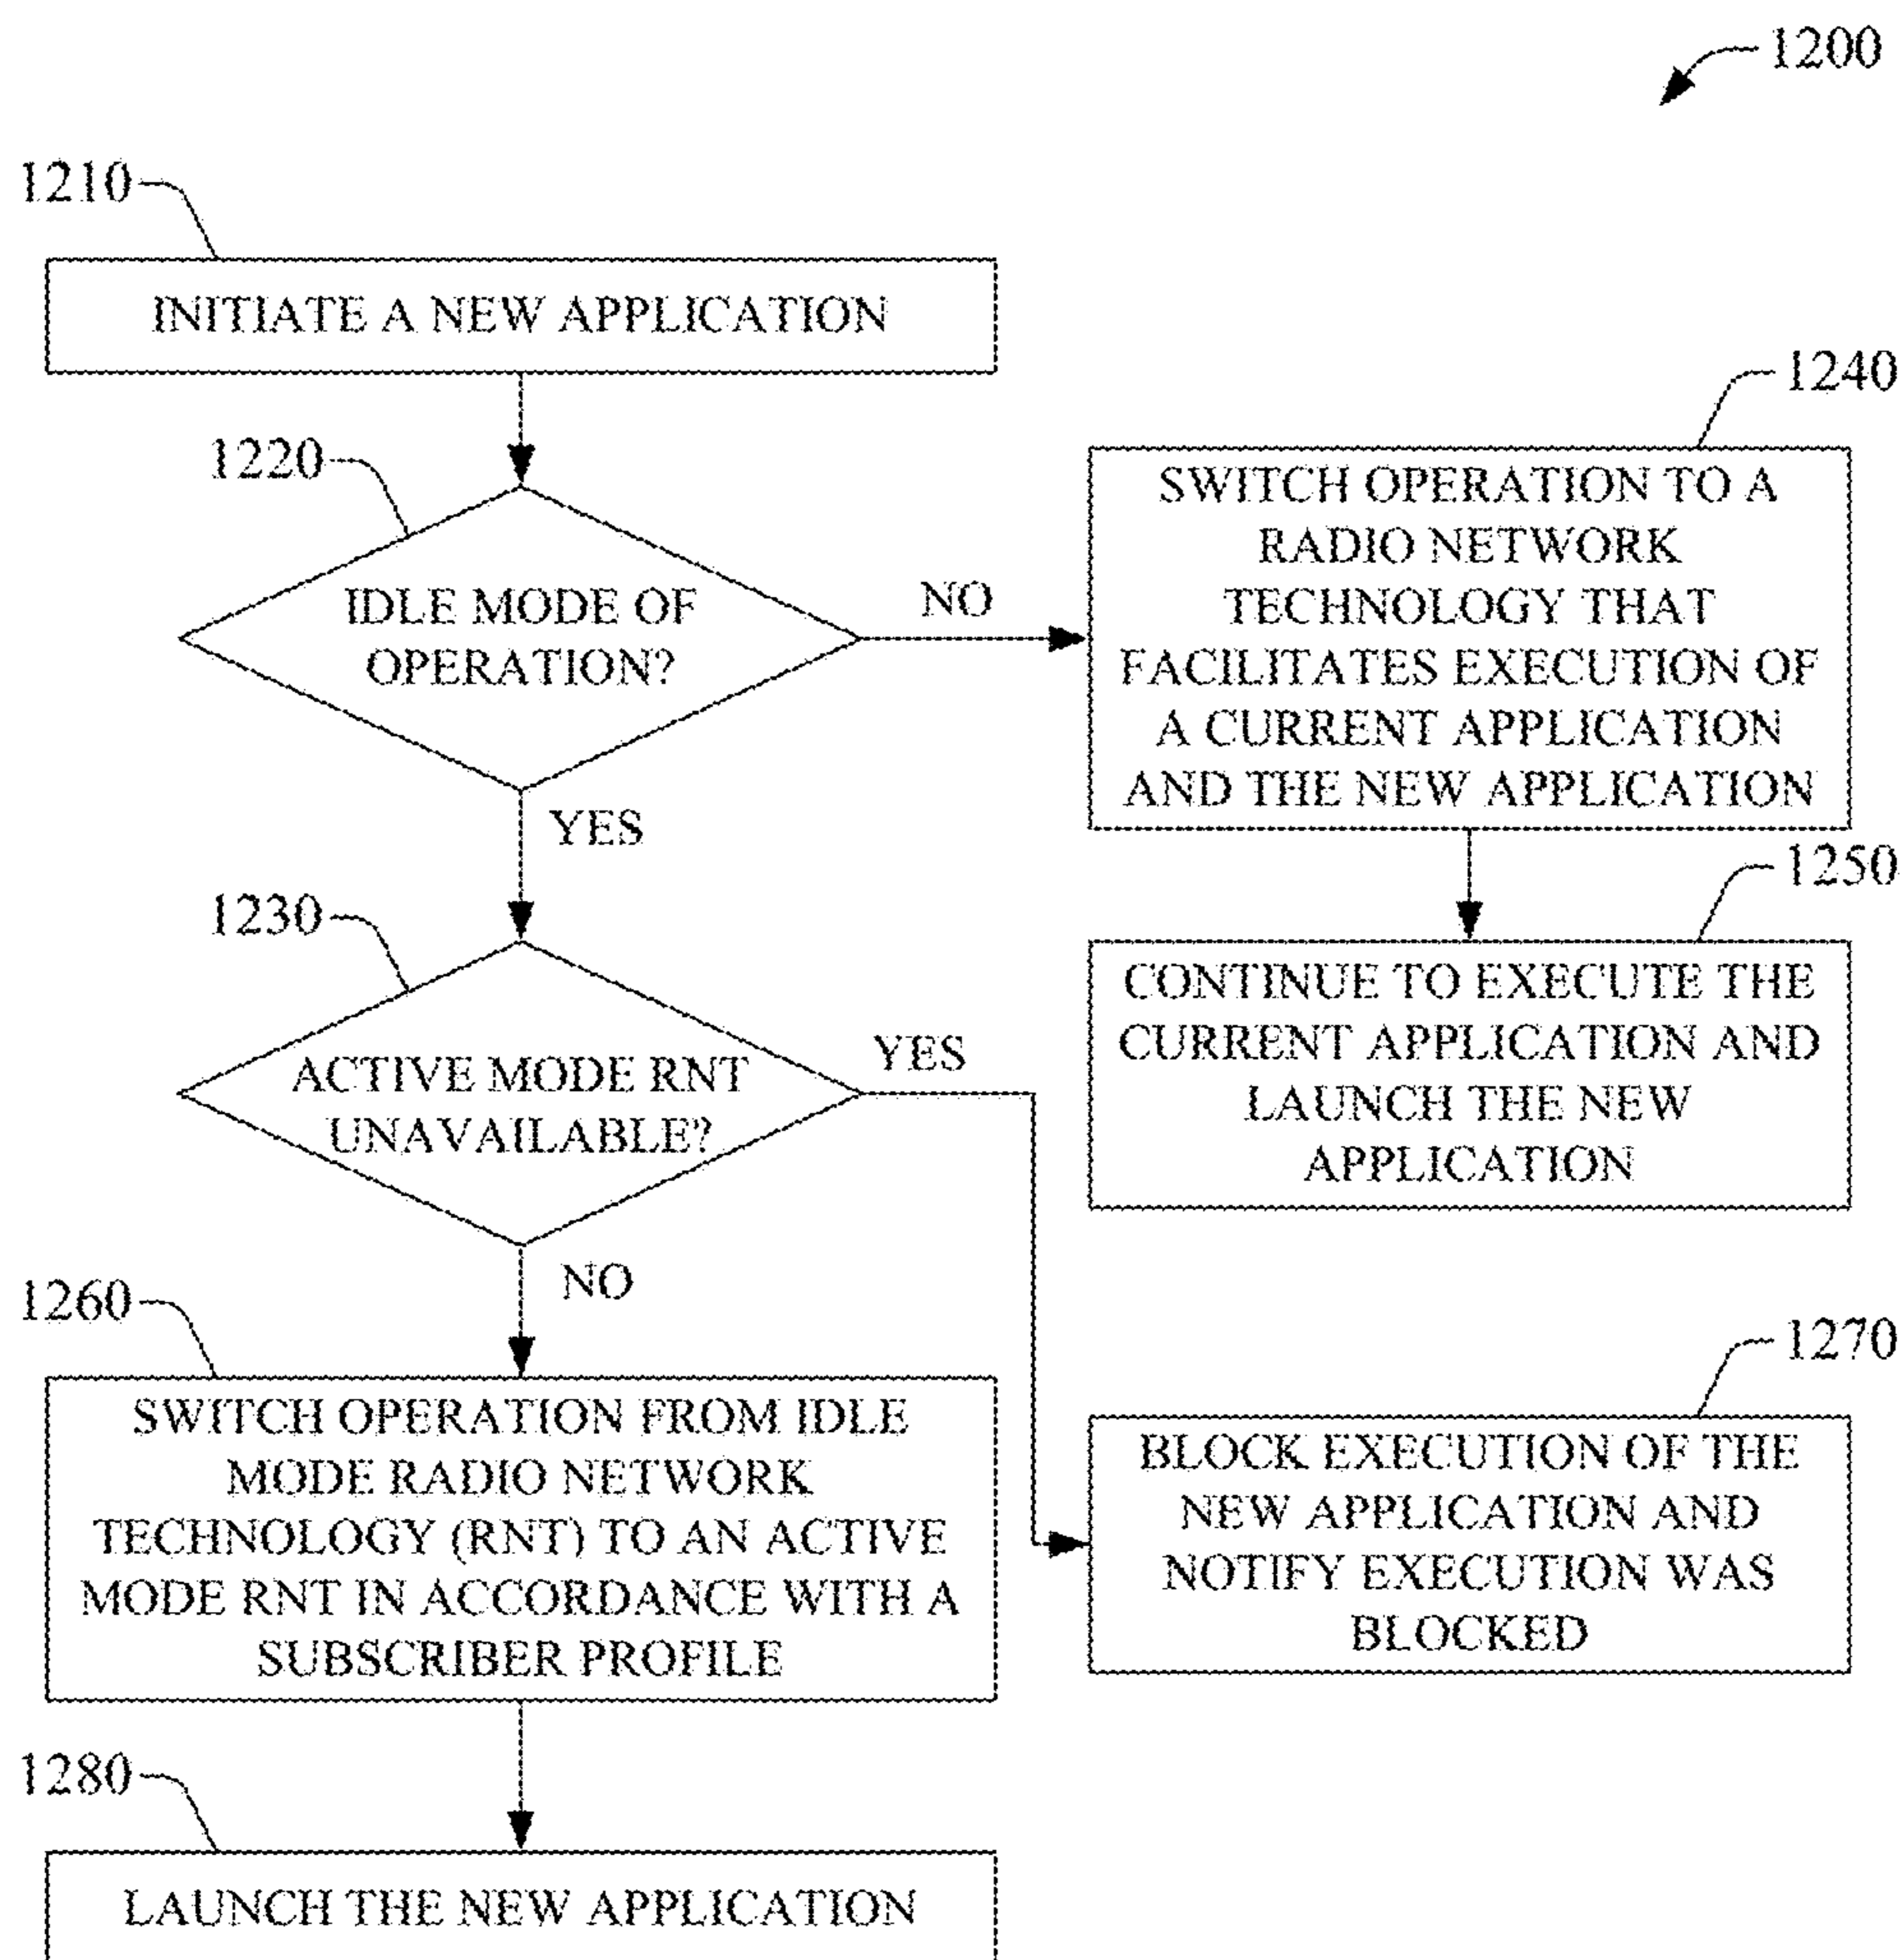 1200
1210
INITIATE A NEW APPLICATION
1220
IDLE MODE OF
OPERATION?
NO
YES
1240
SWITCH OPERATION TO A
RADIO NETWORK
TECHNOLOGY THAT
FACILITATES EXECUTION OF
A CURRENT APPLICATION
AND THE NEW APPLICATION
1250
CONTINUE TO EXECUTE THE
CURRENT APPLICATION AND
LAUNCH THE NEW
APPLICATION
1230
ACTIVE MODE RNT
UNAVAILABLE?
YES
NO
1260
SWITCH OPERATION FROM IDLE
MODE RADIO NETWORK
TECHNOLOGY (RNT) TO AN ACTIVE
MODE RNT IN ACCORDANCE WITH A
SUBSCRIBER PROFILE
1270
BLOCK EXECUTION OF THE
NEW APPLICATION AND
NOTIFY EXECUTION WAS
BLOCKED
1280
LAUNCH THE NEW APPLICATION